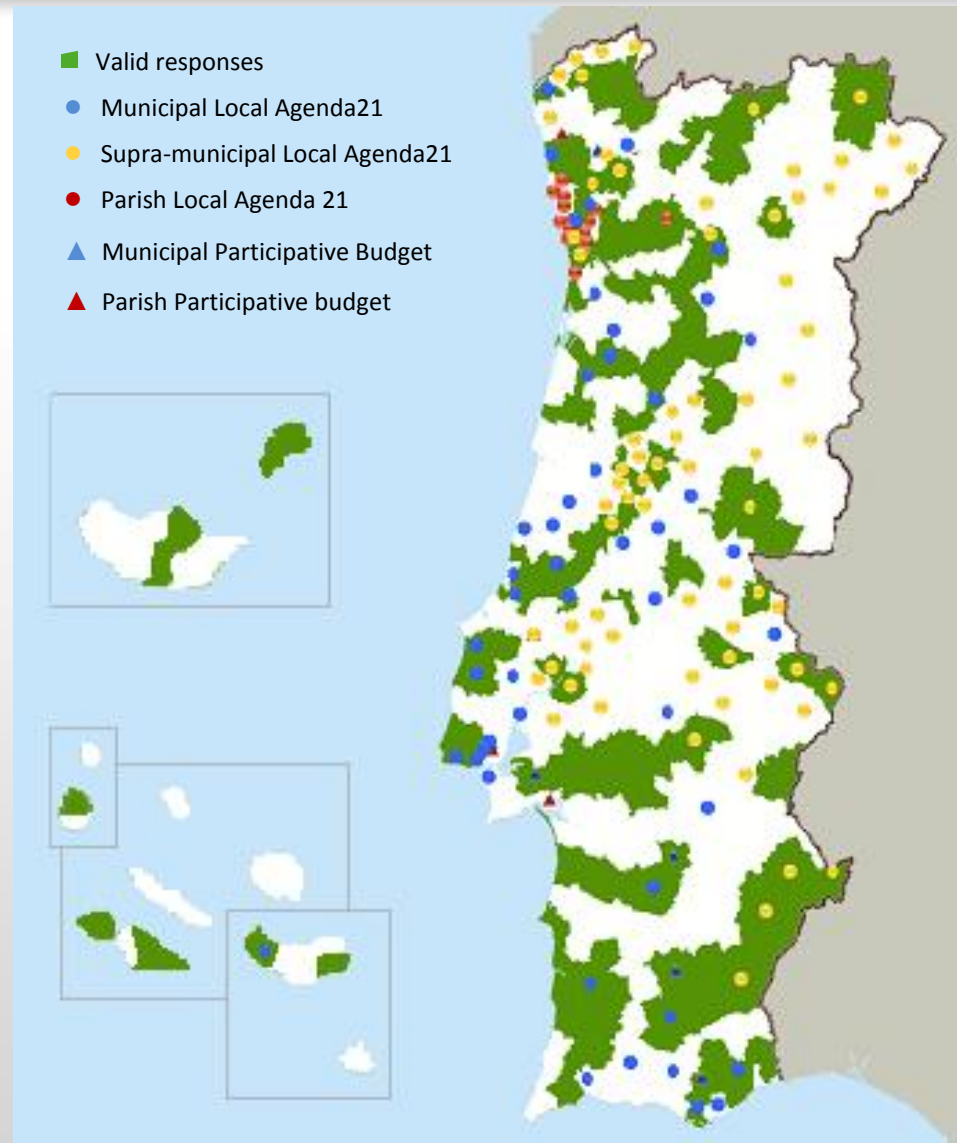 Valid responses
Municipal Local Agenda21
Supra-municipal Local Agenda21
Parish Local Agenda 21
Municipal Participative Budget
Parish Participative budget